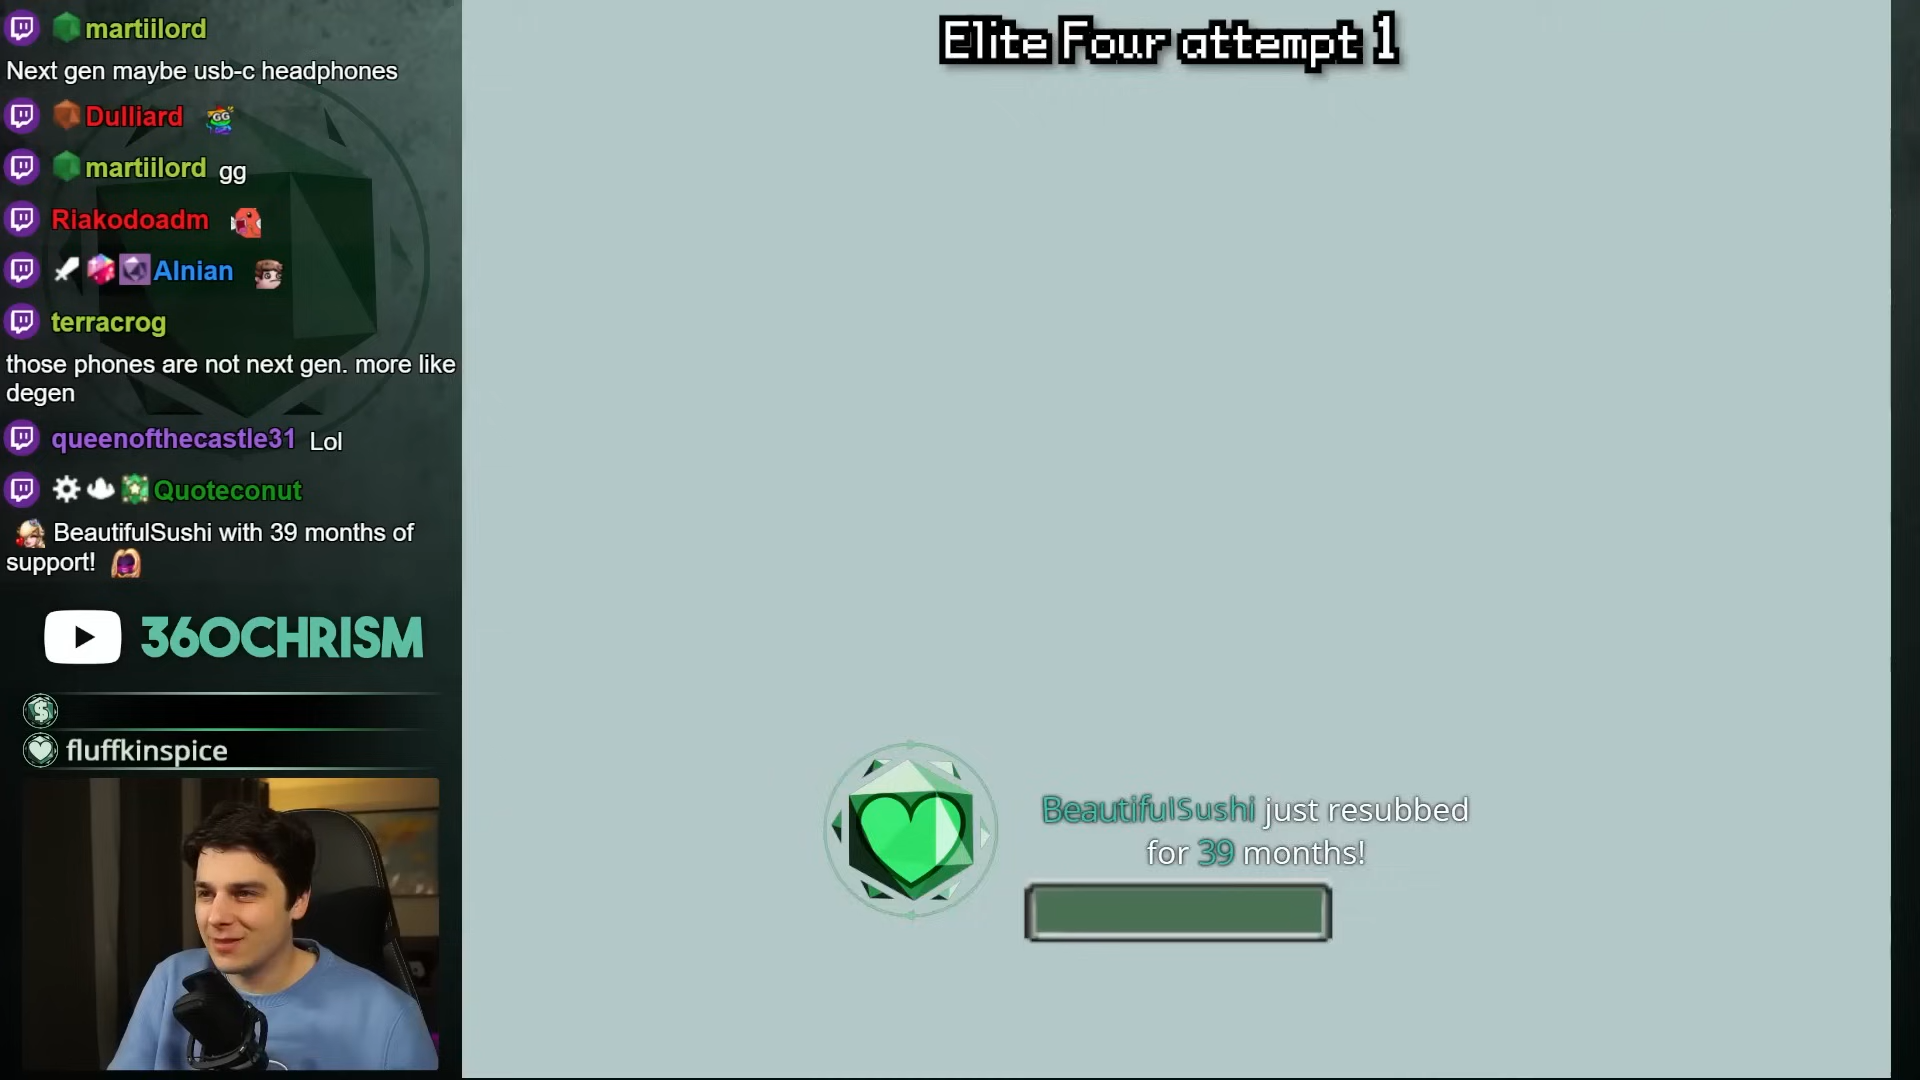 martiilord
Next gen maybe usb-c headphones
Dulliard GG
martiilord gg
Riakodoadm
Alnian
terracrog
those phones are not next gen. more like
degen
queenofthecastle31 Lol
Quoteconut
BeautifulSushi with 39 months of
support!
360CHRISM
$
fluffkinspice
Elite Four attempt 1
BeautifulSushi just resubbed
for 39 months!